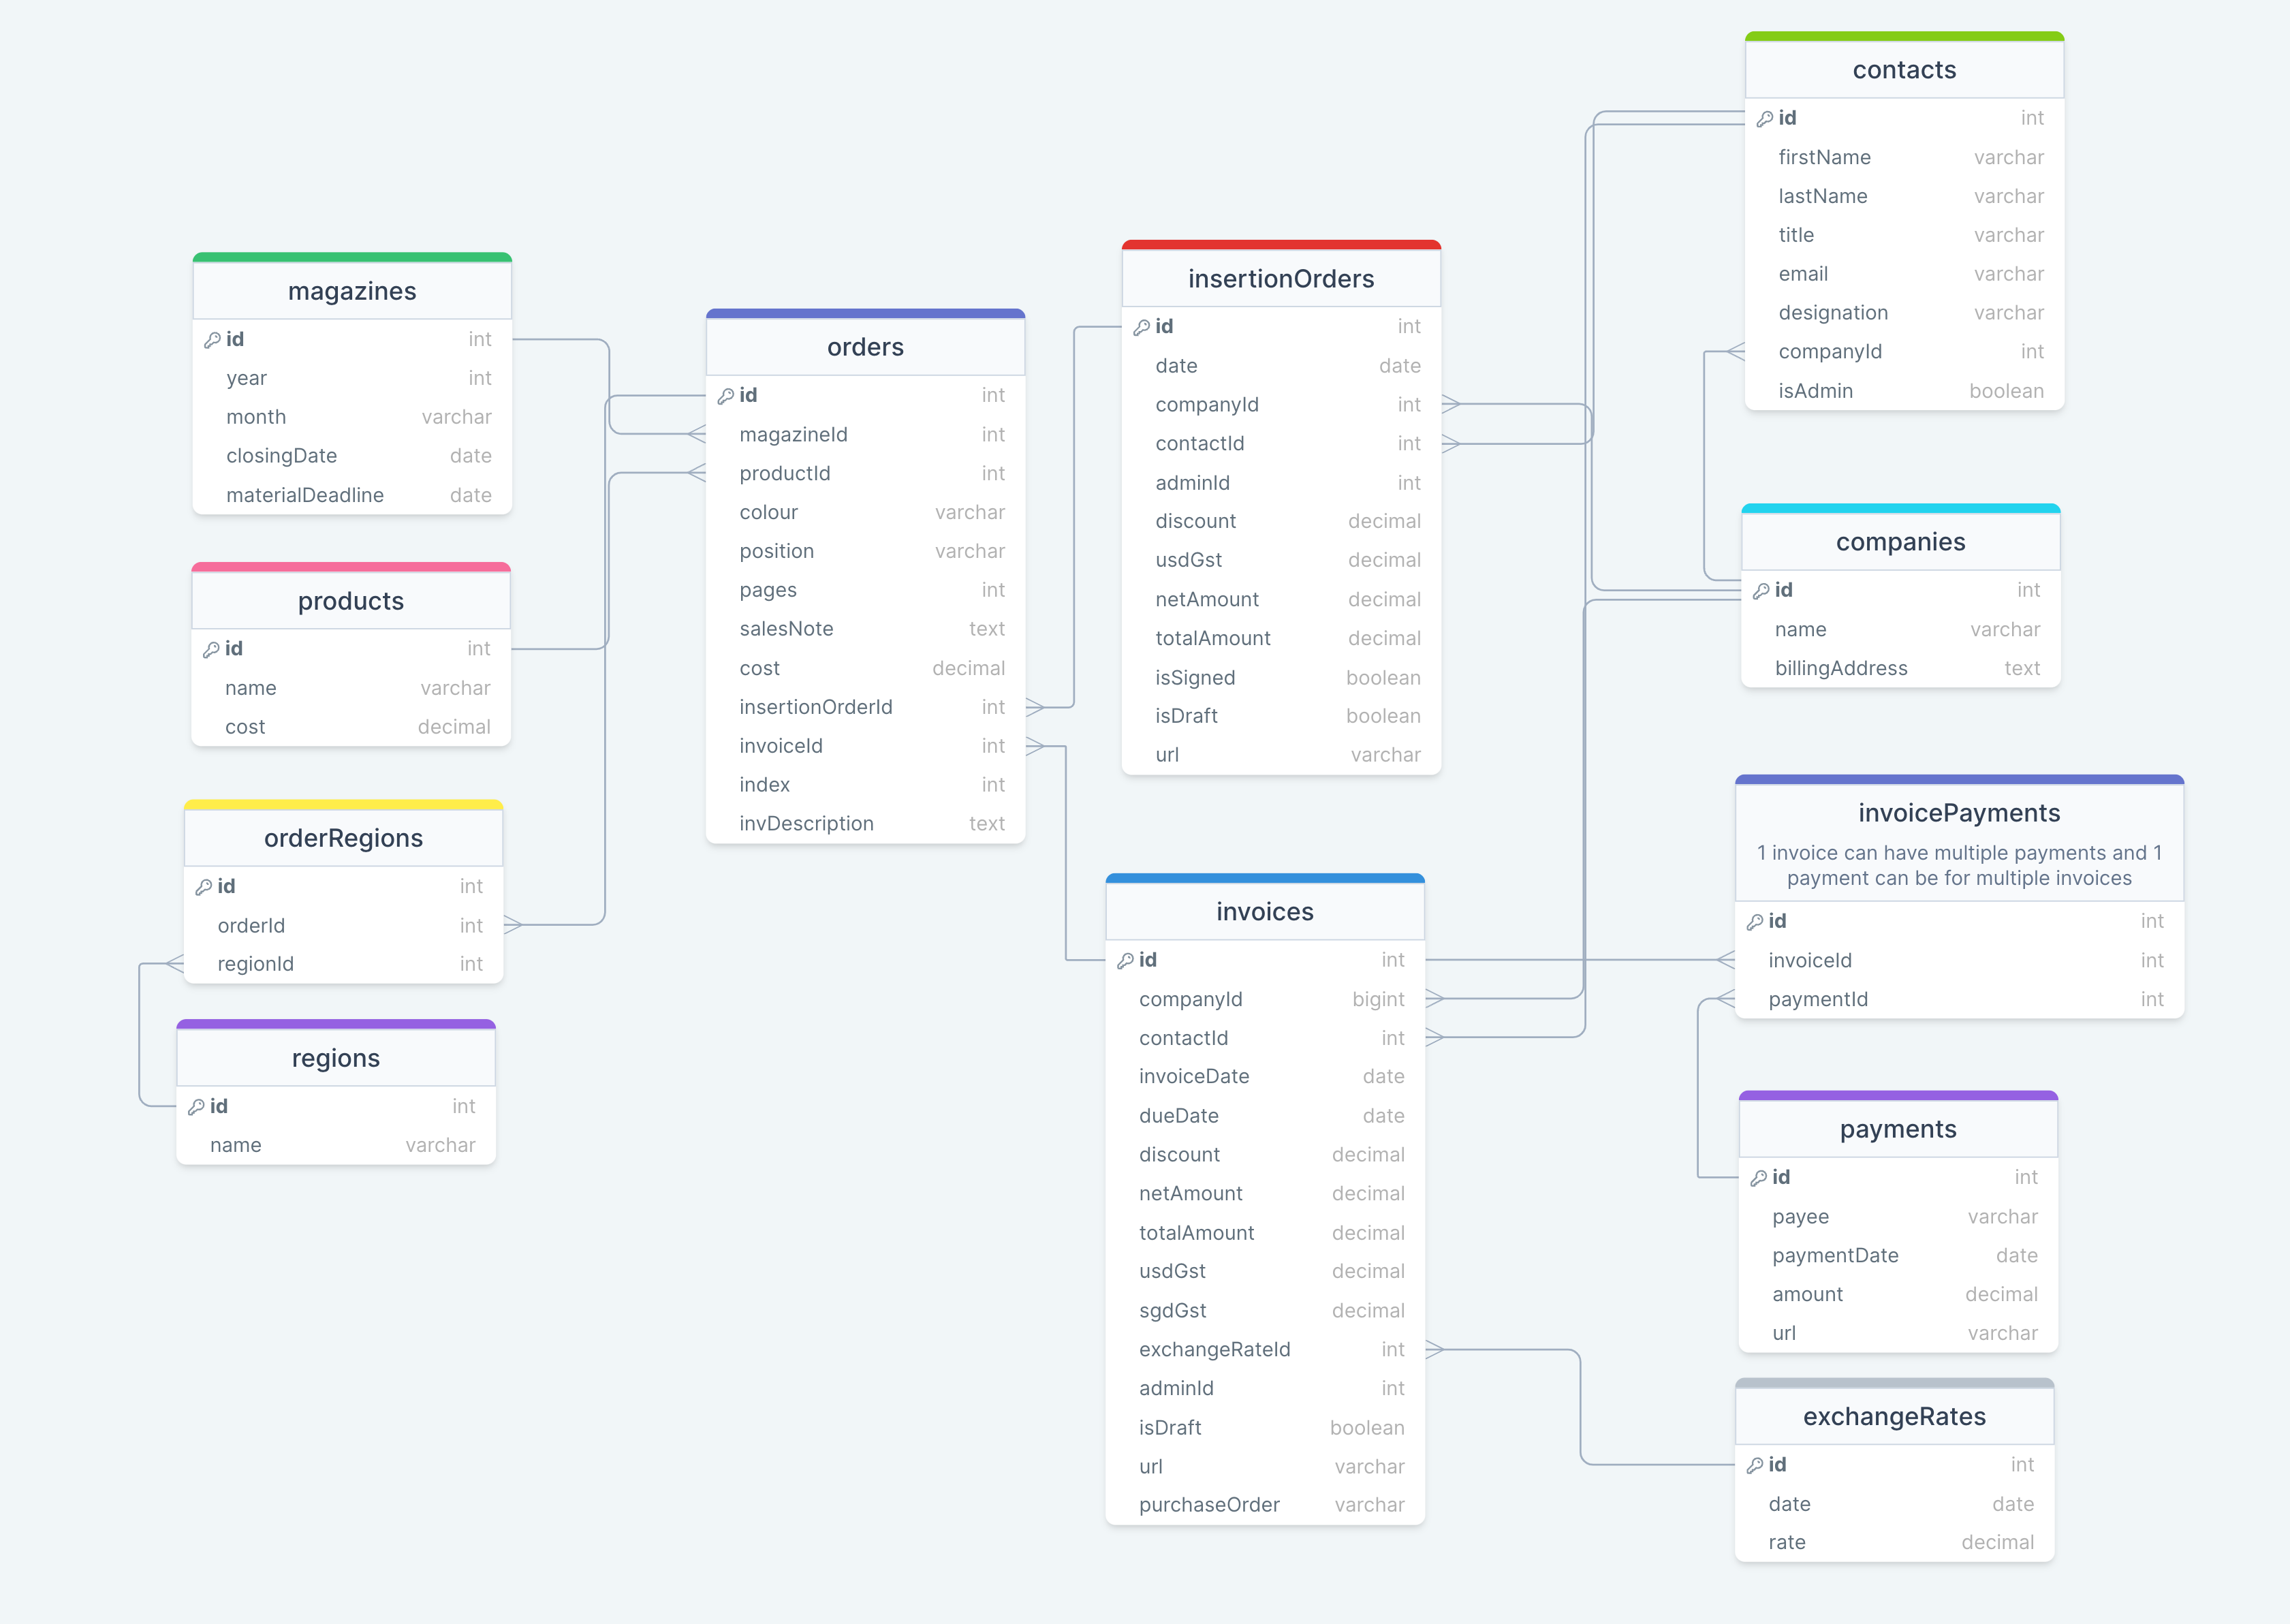 magazines
id int
year int
month varchar
closingDate date
materialDeadline date
products
id int
name varchar
cost decimal
orderRegions
id int
orderId int
regionId int
regions
id int
name varchar
orders
id int
magazineId int
productId int
colour varchar
position varchar
pages int
salesNote text
cost decimal
insertionOrderId int
invoiceId int
index int
invDescription text
insertionOrders
id int
date date
companyId int
contactId int
adminId int
discount decimal
usdGst decimal
netAmount decimal
totalAmount decimal
isSigned boolean
isDraft boolean
url varchar
invoices
id int
companyId bigint
contactId int
invoiceDate date
dueDate date
discount decimal
netAmount decimal
totalAmount decimal
usdGst decimal
sgdGst decimal
exchangeRateId int
adminId int
isDraft boolean
url varchar
purchaseOrder varchar
contacts
id int
firstName varchar
lastName varchar
title varchar
email varchar
designation varchar
companyId int
isAdmin boolean
companies
id int
name varchar
billingAddress text
invoicePayments
1 invoice can have multiple payments and 1
payment can be for multiple invoices
id int
invoiceId int
paymentId int
payments
id int
payee varchar
paymentDate date
amount decimal
url varchar
exchangeRates
id int
date date
rate decimal